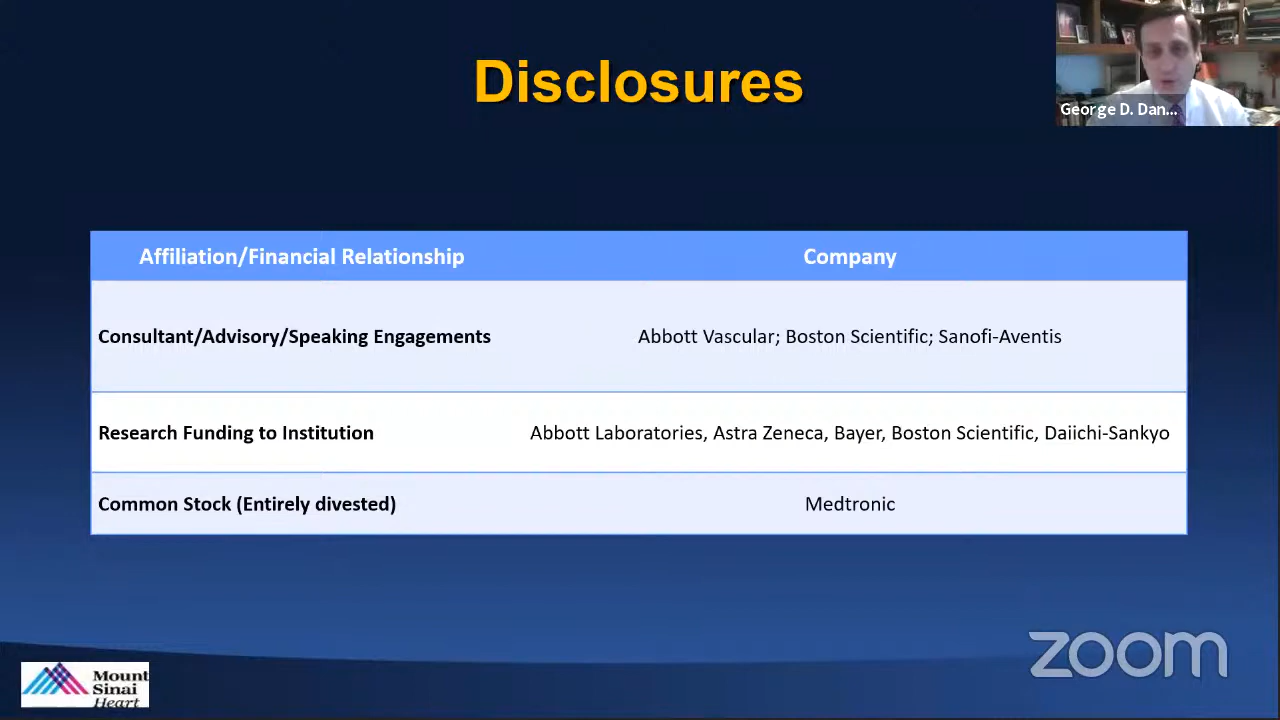 Disclosures
George D. Dan...
Affiliation/Financial Relationship
Company
Consultant/Advisory/Speaking Engagements
Abbott Vascular; Boston Scientific; Sanofi-Aventis
Research Funding to Institution
Abbott Laboratories, Astra Zeneca, Bayer, Boston Scientific, Daiichi-Sankyo
Common Stock (Entirely divested)
Medtronic
Mount
Sinai
Heart
zoom